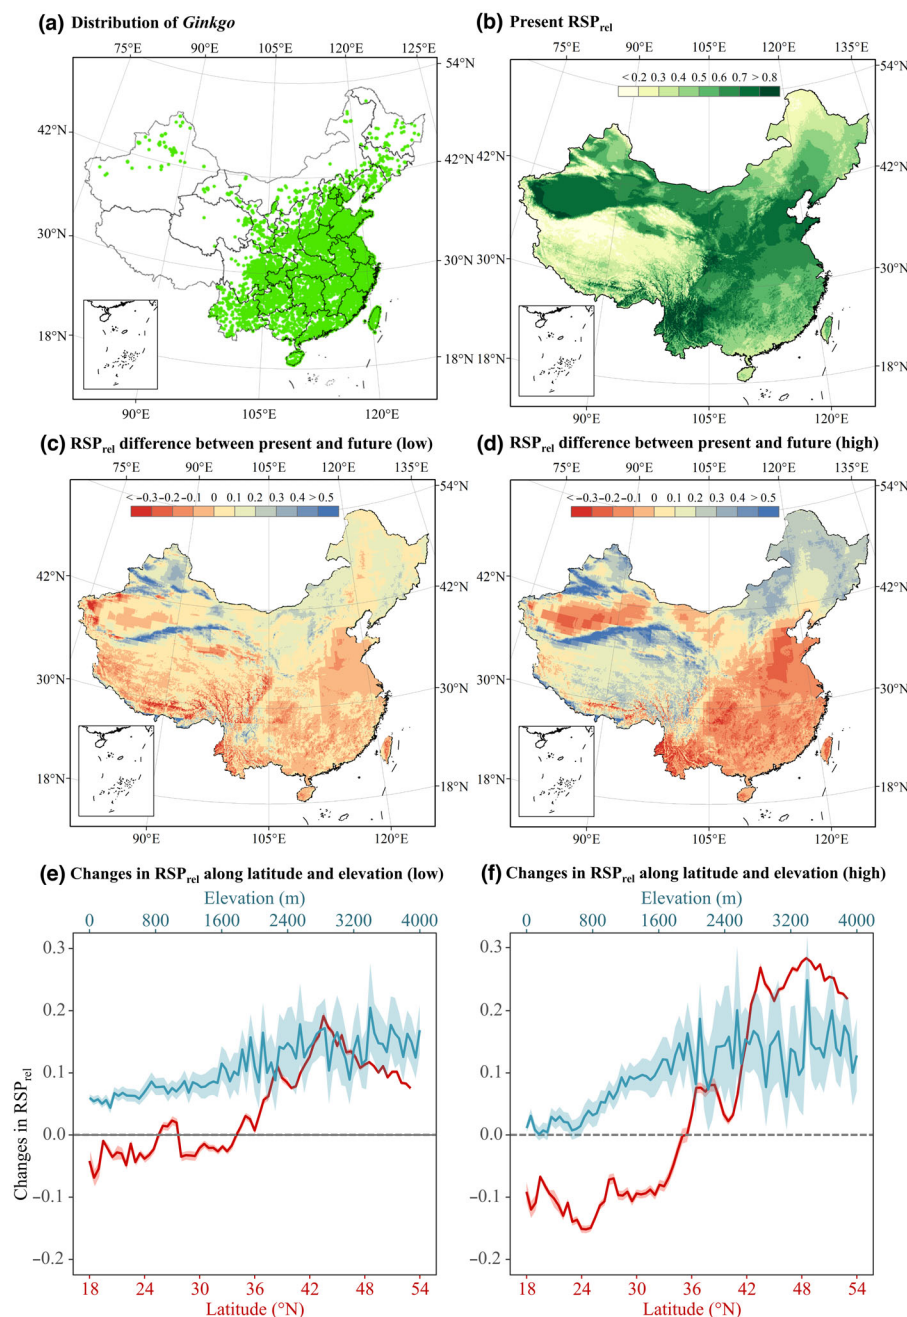 (a) Distribution of Ginkgo
75°E 90°E 105°E 120°E 125°E
54°N
42°N
42°N
30°N
30°N
18°N
18°N
90°E 105°E 120°E
(b) Present RSPrel
75°E 90°E 105°E 120°E 135°E
54°N
< 0.2 0.3 0.4 0.5 0.6 0.7 > 0.8
42°N
42°N
30°N
30°N
18°N
18°N
90°E 105°E 120°E
(c) RSPrel difference between present and future (low)
75°E 90°E 105°E 120°E 135°E
54°N
< −0.3−0.2−0.1 0 0.1 0.2 0.3 0.4 > 0.5
42°N
42°N
30°N
30°N
18°N
18°N
90°E 105°E 120°E
(d) RSPrel difference between present and future (high)
75°E 90°E 105°E 120°E 135°E
54°N
< −0.3−0.2−0.1 0 0.1 0.2 0.3 0.4 > 0.5
42°N
42°N
30°N
30°N
18°N
18°N
90°E 105°E 120°E
(e) Changes in RSPrel along latitude and elevation (low)
Elevation (m)
0 800 1600 2400 3200 4000
0.3
0.2
0.1
0.0
−0.1
−0.2
Changes in RSPrel
18 24 30 36 42 48 54
Latitude (°N)
(f) Changes in RSPrel along latitude and elevation (high)
Elevation (m)
0 800 1600 2400 3200 4000
0.3
0.2
0.1
0.0
−0.1
−0.2
18 24 30 36 42 48 54
Latitude (°N)